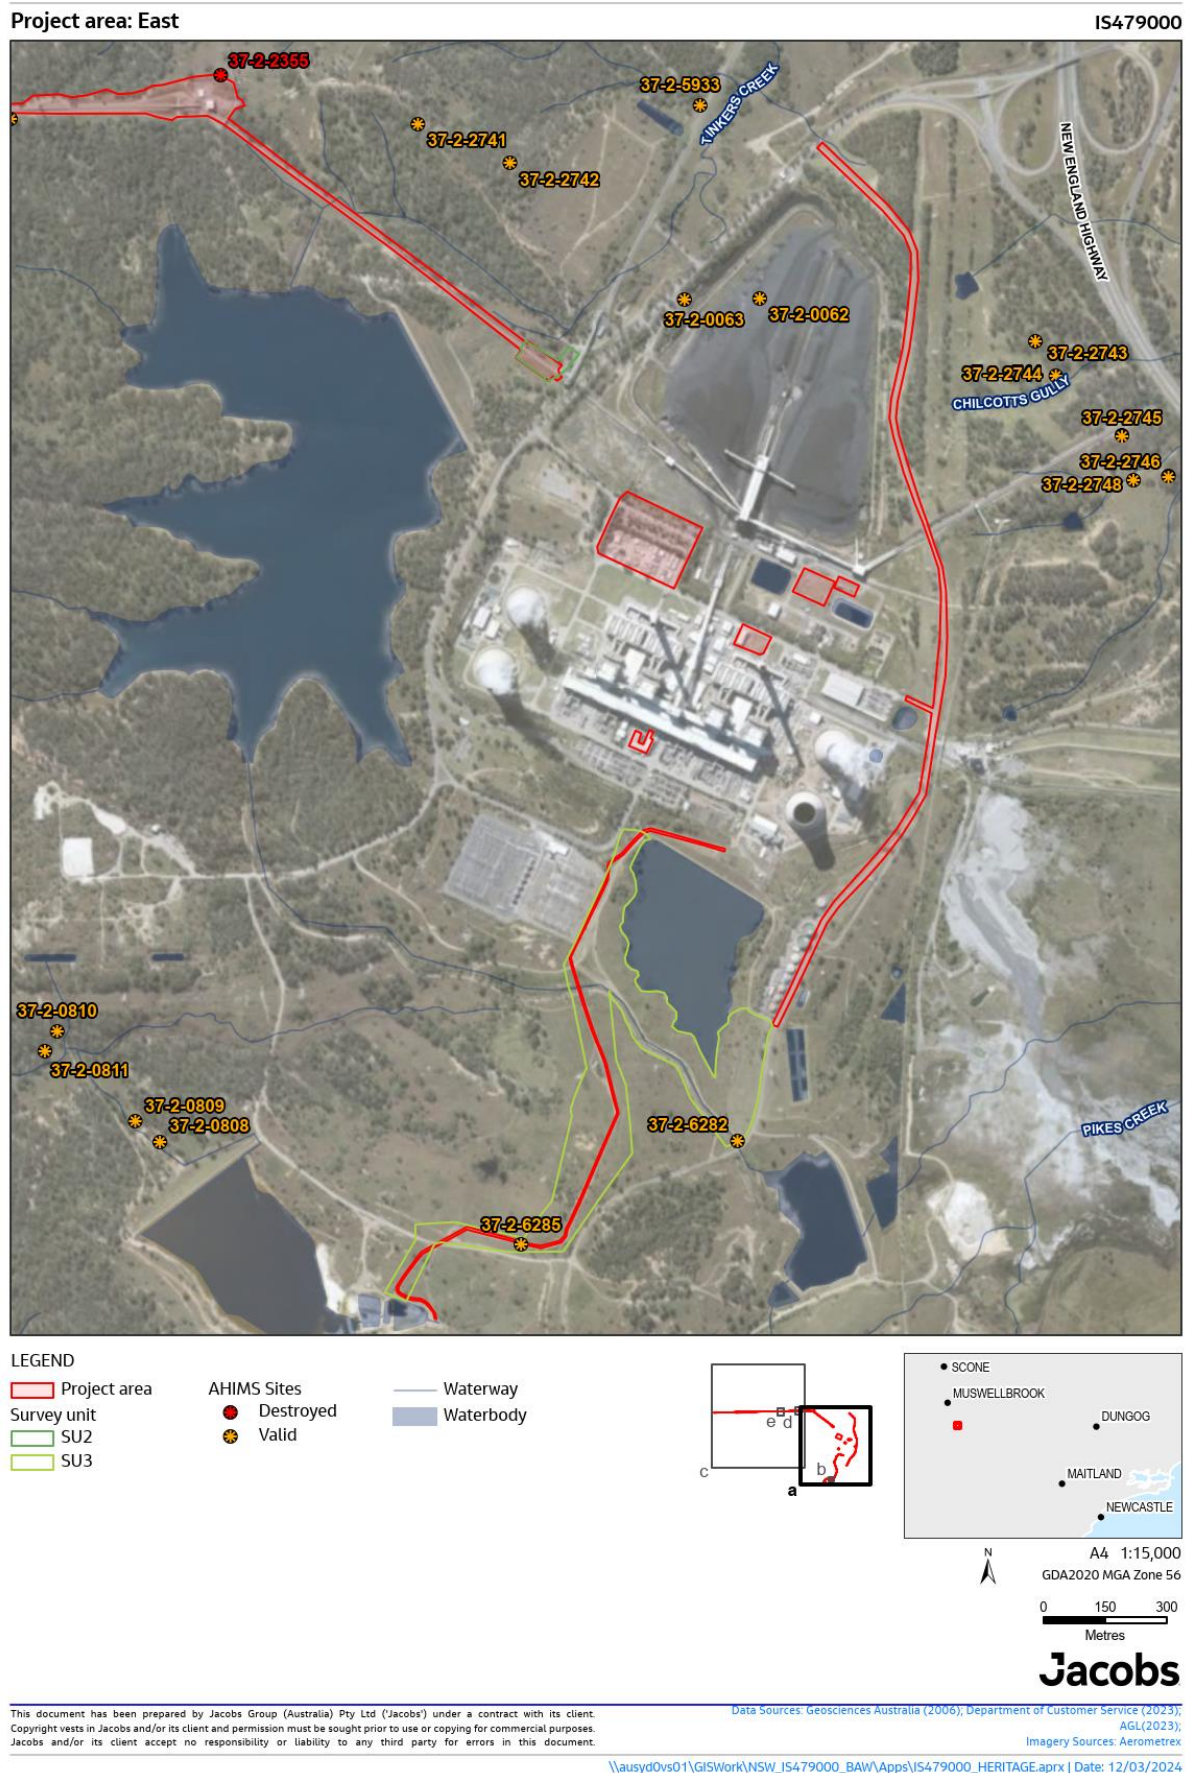 Project area: East
IS479000
37-2-2355
37-2-5933
TINKERS CREEK
37-2-2741
37-2-2742
NEW ENGLAND HIGHWAY
37-2-0063
37-2-0062
37-2-2743
37-2-2744
CHILCOTTS GULLY
37-2-2745
37-2-2746
37-2-2748
37-2-0810
37-2-0811
37-2-0809
37-2-0808
37-2-6282
PIKES CREEK
37-2-6285
LEGEND
Project area
Survey unit
SU2
SU3
AHIMS Sites
Destroyed
Valid
Waterway
Waterbody
e d
c
b
a
SCONE
MUSWELLBROOK
DUNGOG
MAITLAND
NEWCASTLE
N
A4 1:15,000
GDA2020 MGA Zone 56
0 150 300
Metres
Jacobs
This document has been prepared by Jacobs Group (Australia) Pty Ltd ('Jacobs') under a contract with its client.
Copyright vests in Jacobs and/or its client and permission must be sought prior to use or copying for commercial purposes.
Jacobs and/or its client accept no responsibility or liability to any third party for errors in this document.
Data Sources: Geosciences Australia (2006); Department of Customer Service (2023);
AGL(2023);
Imagery Sources: Aerometrex
\\ausyd0vs01\GISWork\NSW_IS479000_BAW\Apps\IS479000_HERITAGE.aprx | Date: 12/03/2024